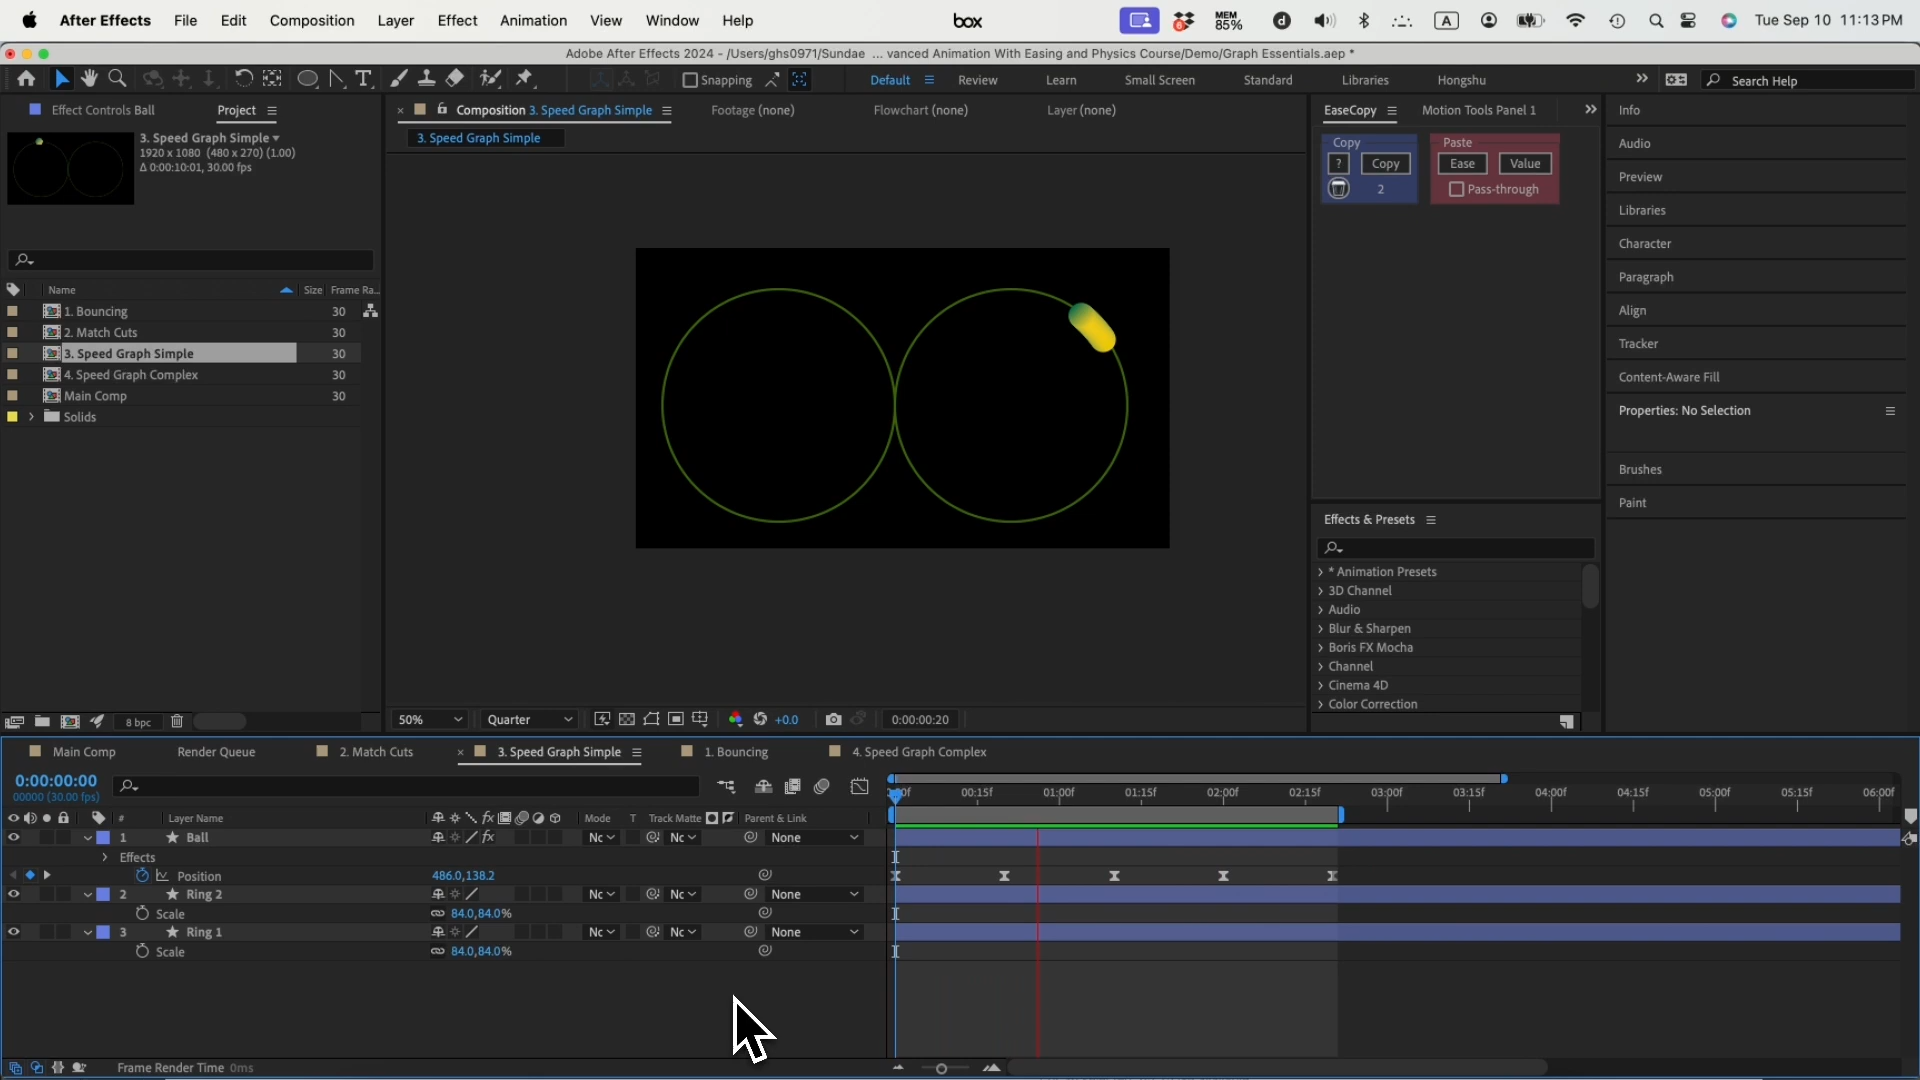 After Effects File Edit Composition Layer Effect Animation View Window Help box MEM 85% A Tue Sep 10 11:13 PM
Adobe After Effects 2024 - /Users/ghs0971/Sundae ... vanced Animation With Easing and Physics Course/Demo/Graph Essentials.aep *
Snapping Default Review Learn Small Screen Standard Libraries Hongshu Search Help
Effect Controls Ball Project
Composition 3. Speed Graph Simple Footage (none) Flowchart (none) Layer (none)
3. Speed Graph Simple
3. Speed Graph Simple
1920 x 1080 (480 x 270) (1.00)
Δ 0:00:10:01, 30.00 fps
Name Size Frame Ra...
1. Bouncing 30
2. Match Cuts 30
3. Speed Graph Simple 30
4. Speed Graph Complex 30
Main Comp 30
Solids
8 bpc
50% Quarter +0.0 0:00:00:20
EaseCopy Motion Tools Panel 1
Copy Paste
? Copy Ease Value
2 Pass-through
Effects & Presets
* Animation Presets
3D Channel
Audio
Blur & Sharpen
Boris FX Mocha
Channel
Cinema 4D
Color Correction
Info
Audio
Preview
Libraries
Character
Paragraph
Align
Tracker
Content-Aware Fill
Properties: No Selection
Brushes
Paint
Main Comp Render Queue 2. Match Cuts 3. Speed Graph Simple 1. Bouncing 4. Speed Graph Complex
0:00:00:00
00000 (30.00 fps)
00:15f 01:00f 01:15f 02:00f 02:15f 03:00f 03:15f 04:00f 04:15f 05:00f 05:15f 06:00f
# Layer Name fx Mode T Track Matte Parent & Link
1 Ball fx Nc Nc None
Effects
Position 486.0,138.2
2 Ring 2 Nc Nc None
Scale 84.0,84.0%
3 Ring 1 Nc Nc None
Scale 84.0,84.0%
Frame Render Time 0ms